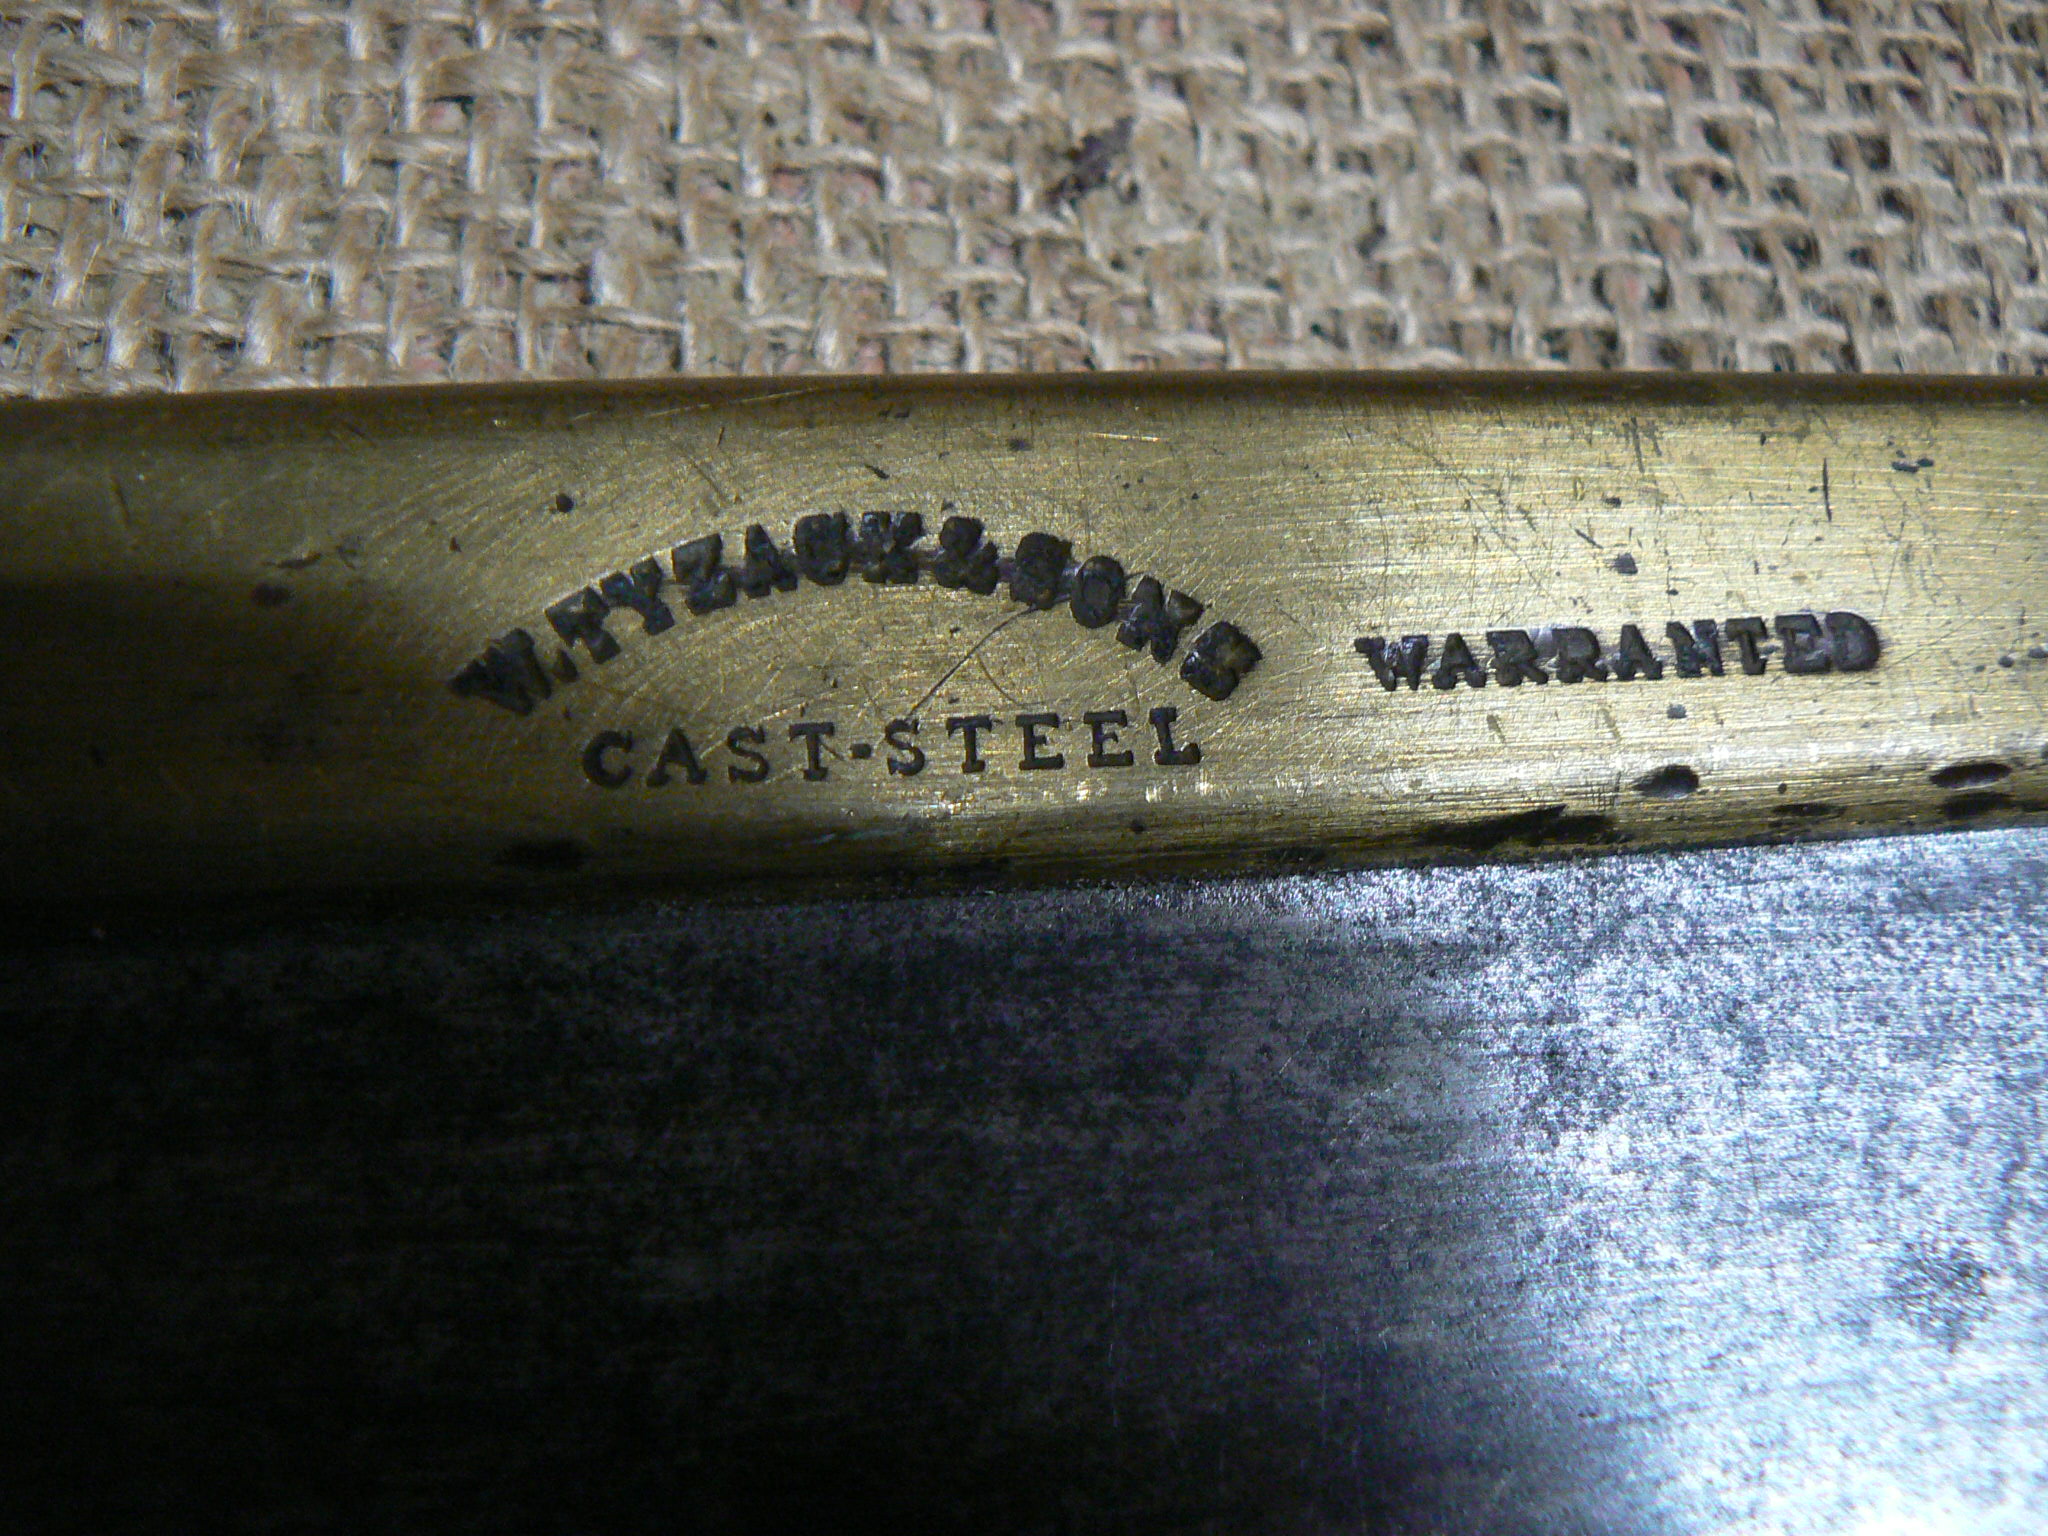 W. TYZACK & SONS
CAST-STEEL
WARRANTED